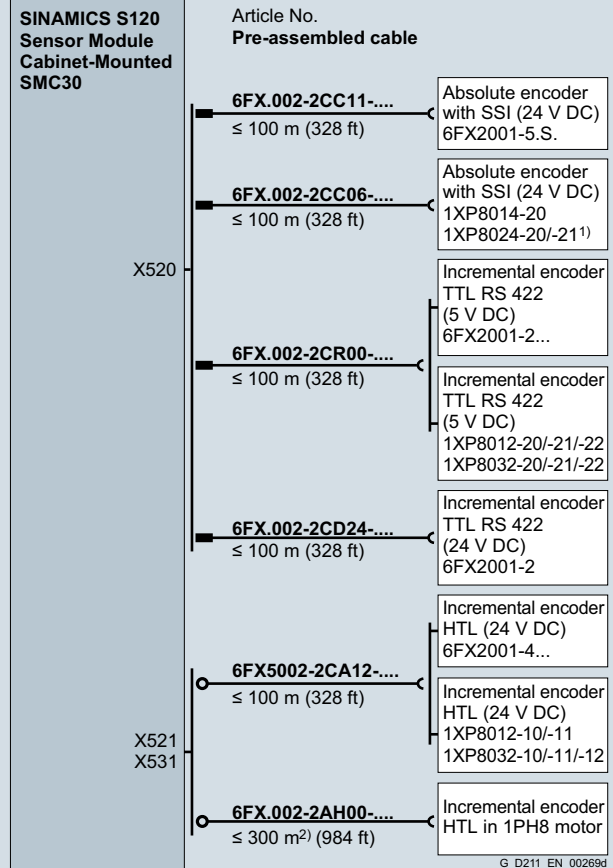 SINAMICS S120
Sensor Module
Cabinet-Mounted
SMC30
Article No.
Pre-assembled cable
6FX.002-2CC11-....
≤ 100 m (328 ft)
Absolute encoder
with SSI (24 V DC)
6FX2001-5.S.
6FX.002-2CC06-....
≤ 100 m (328 ft)
Absolute encoder
with SSI (24 V DC)
1XP8014-20
1XP8024-20/-21¹⁾
X520
6FX.002-2CR00-....
≤ 100 m (328 ft)
Incremental encoder
TTL RS 422
(5 V DC)
6FX2001-2...
Incremental encoder
TTL RS 422
(5 V DC)
1XP8012-20/-21/-22
1XP8032-20/-21/-22
6FX.002-2CD24-....
≤ 100 m (328 ft)
Incremental encoder
TTL RS 422
(24 V DC)
6FX2001-2
X521
X531
6FX5002-2CA12-....
≤ 100 m (328 ft)
Incremental encoder
HTL (24 V DC)
6FX2001-4...
Incremental encoder
HTL (24 V DC)
1XP8012-10/-11
1XP8032-10/-11/-12
6FX.002-2AH00-....
≤ 300 m²⁾ (984 ft)
Incremental encoder
HTL in 1PH8 motor
G_D211_EN_00269d